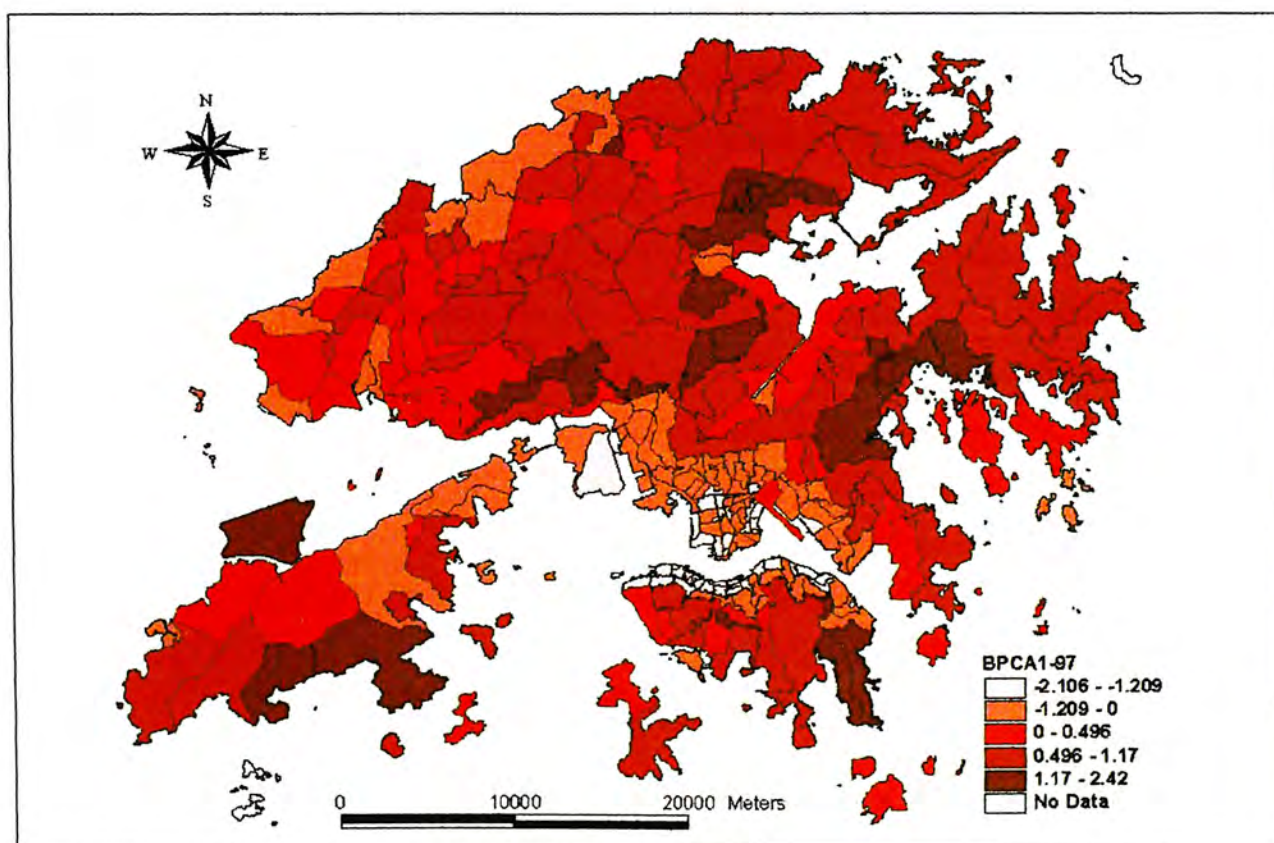 N
W E
S
BPCA1-97
-2.106 - -1.209
-1.209 - 0
0 - 0.496
0.496 - 1.17
1.17 - 2.42
No Data
0 10000 20000 Meters